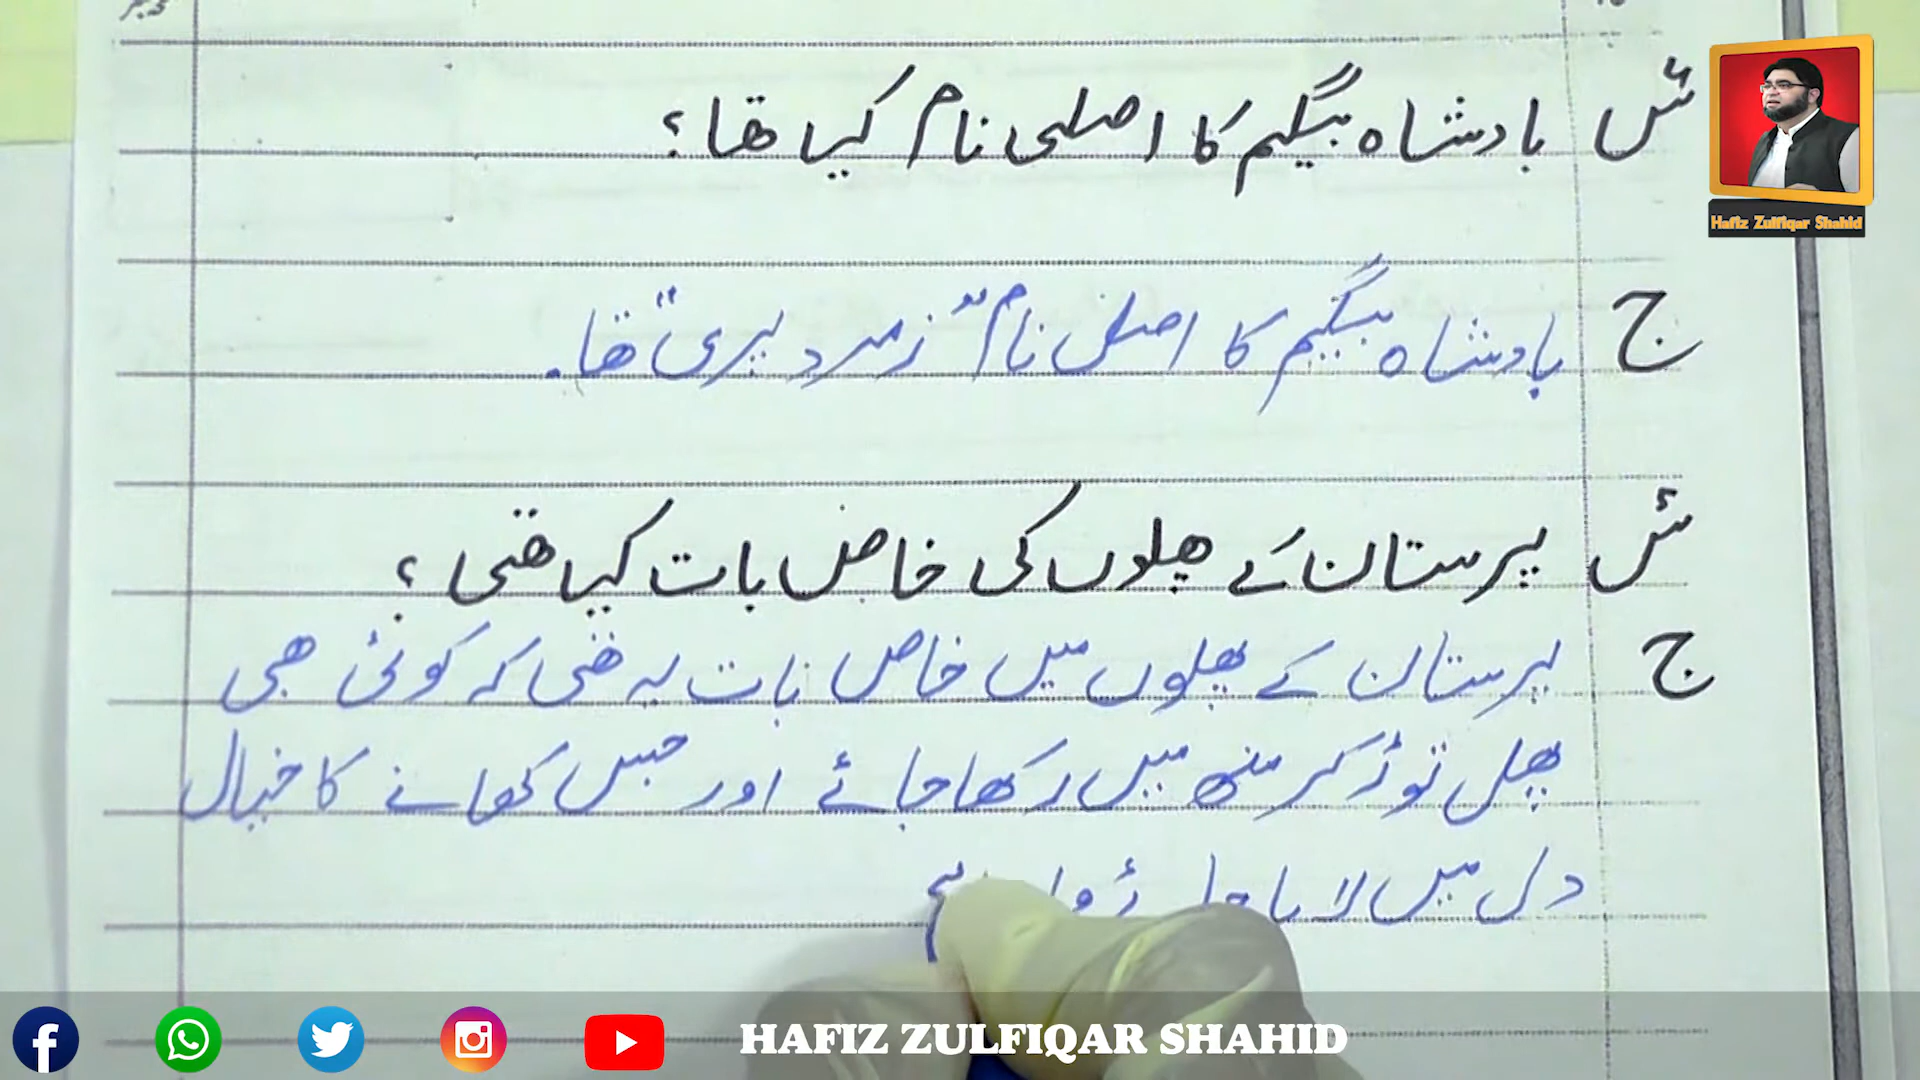 س بادشاہ بیگم کا اصلی نام کیا تھا؟
Hafiz Zulfiqar Shahid
ج بادشاہ بیگم کا اصل نام "زمرد پری" تھا۔
س پرستان کے پھلوں کی خاص بات کیا تھی؟
ج پرستان کے پھلوں میں خاص بات یہ تھی کہ کوئی بھی
پھل توڑ کر منھ میں رکھا جائے اور جس کھانے کا خیال
دل میں لایا
HAFIZ ZULFIQAR SHAHID